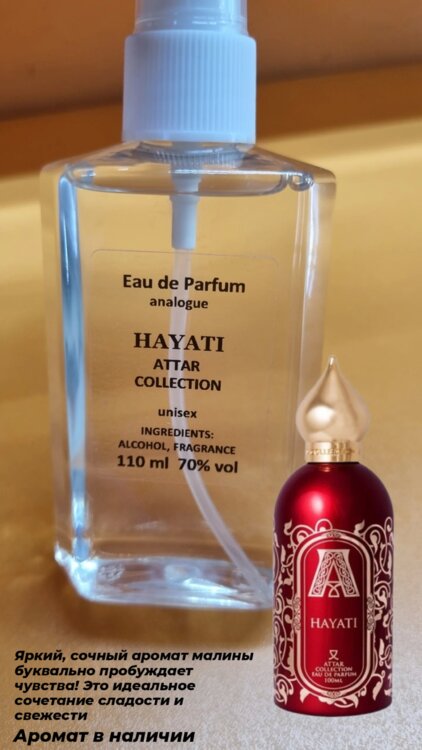 Eau de Parfum
analogue
HAYATI
ATTAR
COLLECTION
unisex
INGREDIENTS:
ALCOHOL, FRAGRANCE
110 ml 70% vol
A
HAYATI
ATTAR
COLLECTION
EAU DE PARFUM
100ML
Яркий, сочный аромат малины
буквально пробуждает
чувства! Это идеальное
сочетание сладости и
свежести
Аромат в наличии